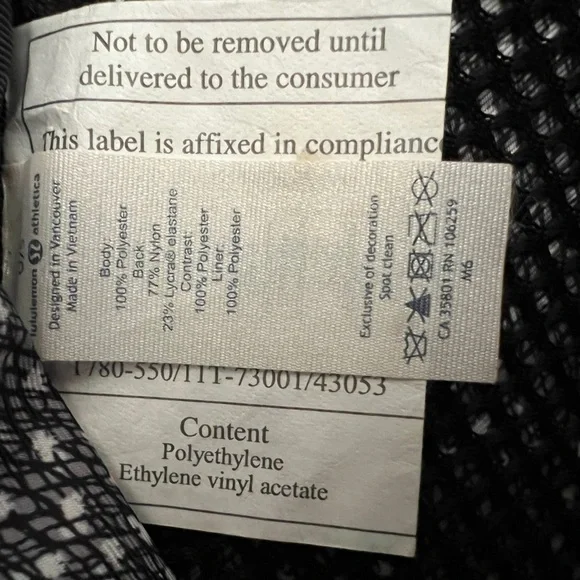 Not to be removed until
delivered to the consumer
This label is affixed in complianc
lululemon athletica
Designed in Vancouver
Made in Vietnam
Body
100% Polyester
Back
77% Nylon
23% Lycra® elastane
Contrast:
100% Polyester
Liner:
100% Polyester
Exclusive of decoration
Spot clean
CA 35801 RN 106259
M6
1780-550/11T-73001/43053
Content
Polyethylene
Ethylene vinyl acetate